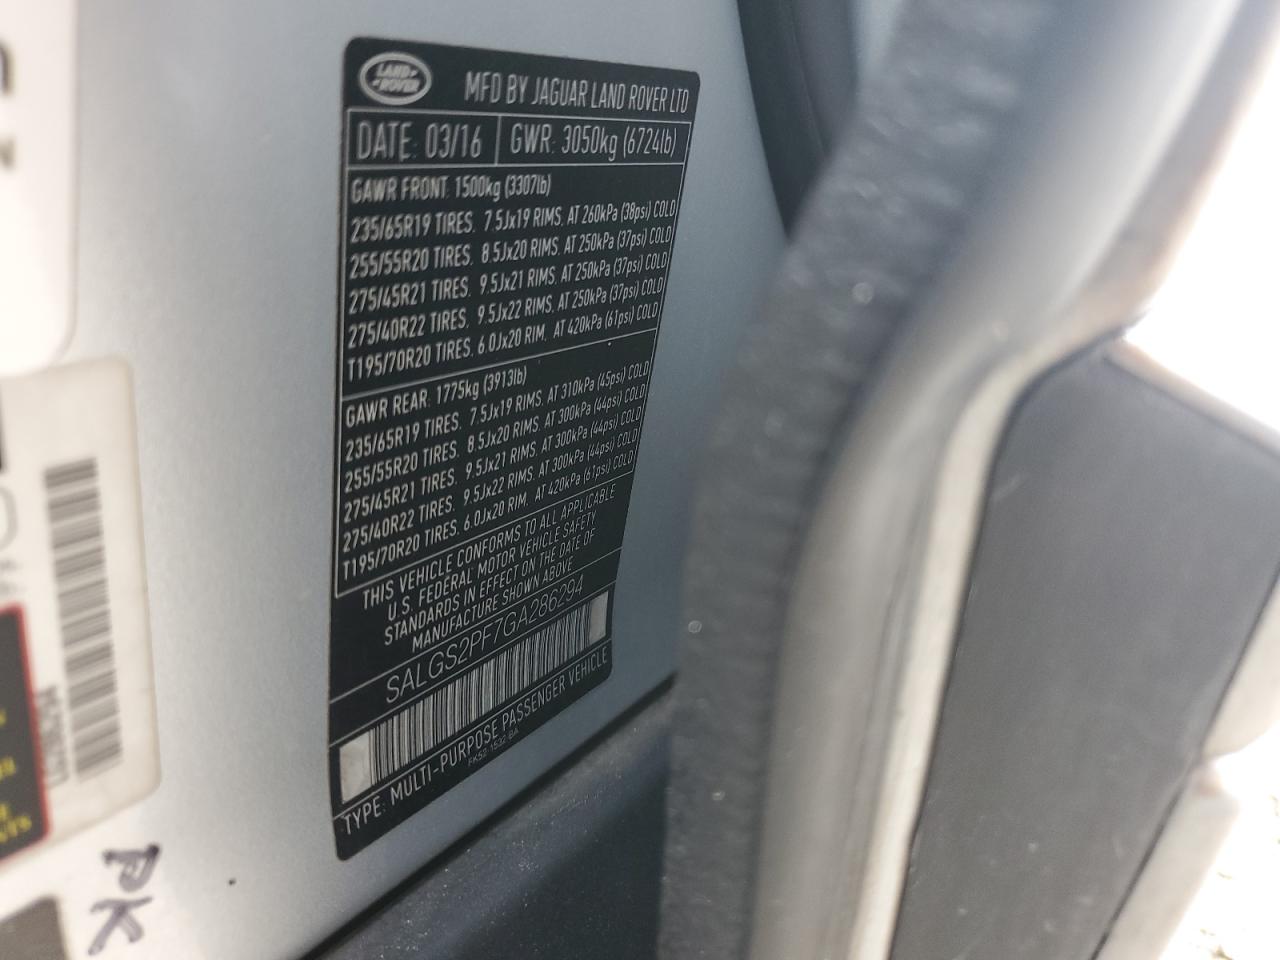 LAND ROVER
MFD BY JAGUAR LAND ROVER LTD
DATE: 03/16 GWR: 3050kg (6724lb)
GAWR FRONT: 1500kg (3307lb)
235/65R19 TIRES. 7.5Jx19 RIMS. AT 260kPa (38psi) COLD
255/55R20 TIRES. 8.5Jx20 RIMS. AT 250kPa (37psi) COLD
275/45R21 TIRES. 9.5Jx21 RIMS. AT 250kPa (37psi) COLD
275/40R22 TIRES. 9.5Jx22 RIMS. AT 250kPa (37psi) COLD
T195/70R20 TIRES. 6.0Jx20 RIM. AT 420kPa (61psi) COLD
GAWR REAR: 1775kg (3913lb)
235/65R19 TIRES. 7.5Jx19 RIMS. AT 310kPa (45psi) COLD
255/55R20 TIRES. 8.5Jx20 RIMS. AT 300kPa (44psi) COLD
275/45R21 TIRES. 9.5Jx21 RIMS. AT 300kPa (44psi) COLD
275/40R22 TIRES. 9.5Jx22 RIMS. AT 300kPa (44psi) COLD
T195/70R20 TIRES. 6.0Jx20 RIM. AT 420kPa (61psi) COLD
THIS VEHICLE CONFORMS TO ALL APPLICABLE
U.S. FEDERAL MOTOR VEHICLE SAFETY
STANDARDS IN EFFECT ON THE DATE OF
MANUFACTURE SHOWN ABOVE
SALGS2PF7GA286294
TYPE: MULTI-PURPOSE PASSENGER VEHICLE
PK